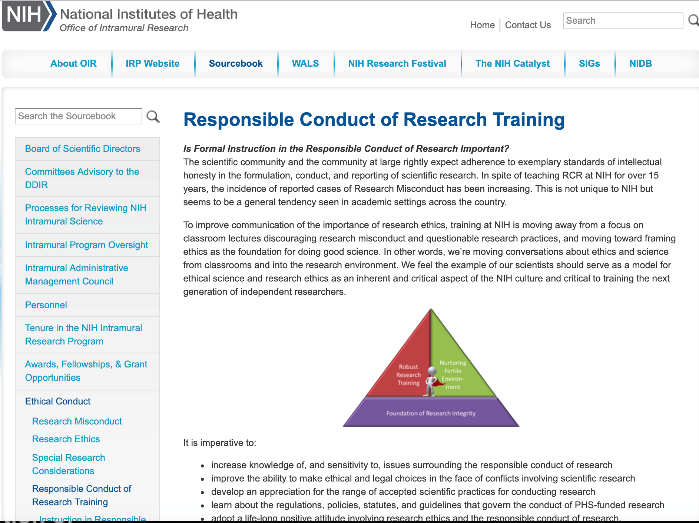 NIH
National Institutes of Health
Office of Intramural Research
Home
Contact Us
Search
About OIR
IRP Website
Sourcebook
WALS
NIH Research Festival
The NIH Catalyst
SIGs
NIDB
Search the Sourcebook
Board of Scientific Directors
Committees Advisory to the
DDIR
Processes for Reviewing NIH
Intramural Science
Intramural Program Oversight
Intramural Administrative
Management Council
Personnel
Tenure in the NIH Intramural
Research Program
Awards, Fellowships, & Grant
Opportunities
Ethical Conduct
Research Misconduct
Research Ethics
Special Research
Considerations
Responsible Conduct of
Research Training
Instruction in Responsible
Responsible Conduct of Research Training
Is Formal Instruction in the Responsible Conduct of Research Important?
The scientific community and the community at large rightly expect adherence to exemplary standards of intellectual
honesty in the formulation, conduct, and reporting of scientific research. In spite of teaching RCR at NIH for over 15
years, the incidence of reported cases of Research Misconduct has been increasing. This is not unique to NIH but
seems to be a general tendency seen in academic settings across the country.
To improve communication of the importance of research ethics, training at NIH is moving away from a focus on
classroom lectures discouraging research misconduct and questionable research practices, and moving toward framing
ethics as the foundation for doing good science. In other words, we're moving conversations about ethics and science
from classrooms and into the research environment. We feel the example of our scientists should serve as a model for
ethical science and research ethics as an inherent and critical aspect of the NIH culture and critical to training the next
generation of independent researchers.
Robust
Research
Training
Nurturing
Fertile
Environ-
ment
Foundation of Research Integrity
It is imperative to:
• increase knowledge of, and sensitivity to, issues surrounding the responsible conduct of research
• improve the ability to make ethical and legal choices in the face of conflicts involving scientific research
• develop an appreciation for the range of accepted scientific practices for conducting research
• learn about the regulations, policies, statutes, and guidelines that govern the conduct of PHS-funded research
• adopt a life-long positive attitude involving research ethics and the responsible conduct of research.